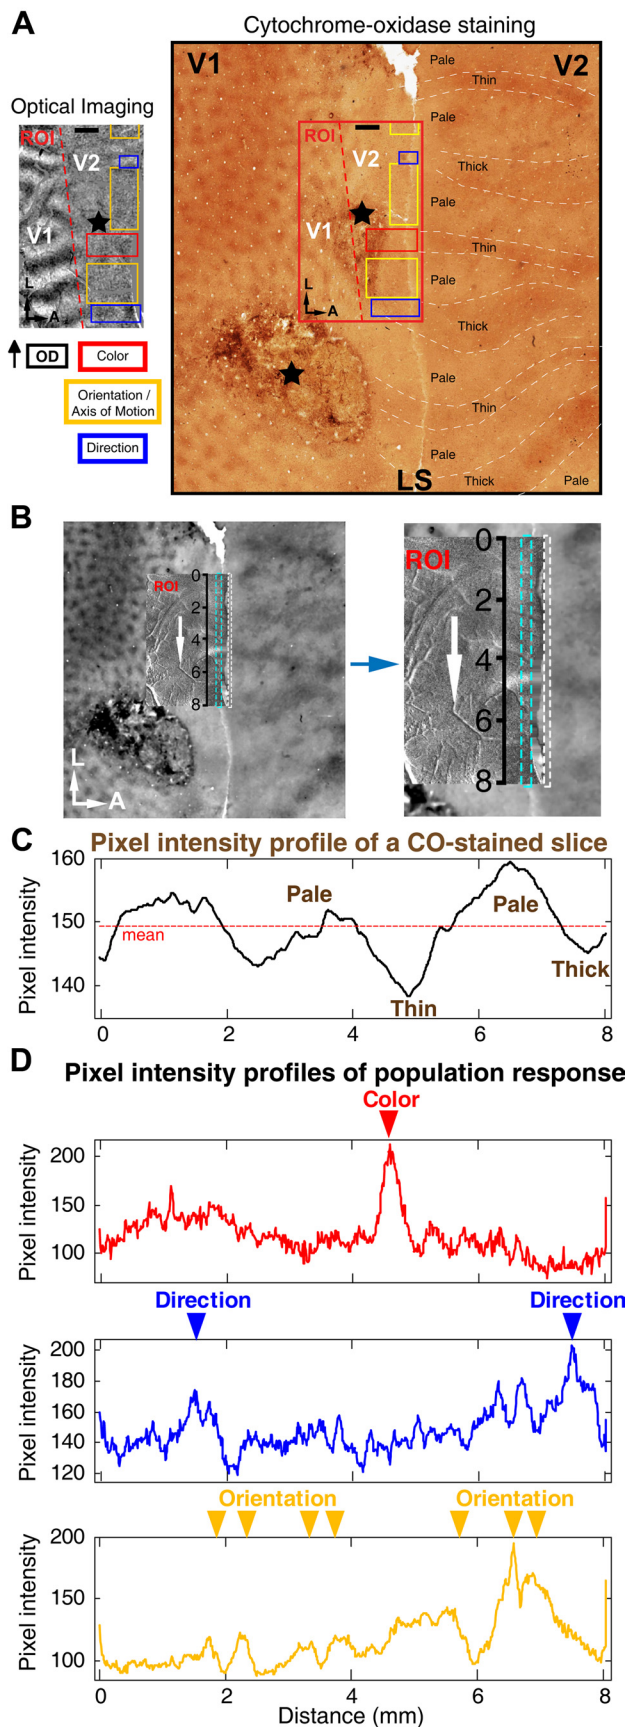 A
Cytochrome-oxidase staining
V1
Pale
V2
Thin
Optical Imaging
ROI
V2
V1
Pale
ROI
V2
Thick
Pale
V1
Thin
Pale
L
A
L
A
Thick
OD
Color
Orientation /
Axis of Motion
Direction
Pale
Thin
Pale
LS
Thick
Pale
B
ROI
0
2
4
6
8
L
A
ROI
0
2
4
6
8
C
Pixel intensity profile of a CO-stained slice
160
150
140
Pixel intensity
mean
Pale
Pale
Thin
Thick
0
2
4
6
8
D
Pixel intensity profiles of population response
Color
200
150
100
Pixel intensity
Direction
Direction
200
180
160
140
120
Pixel intensity
Orientation
Orientation
200
150
100
Pixel intensity
0
2
4
6
8
Distance (mm)